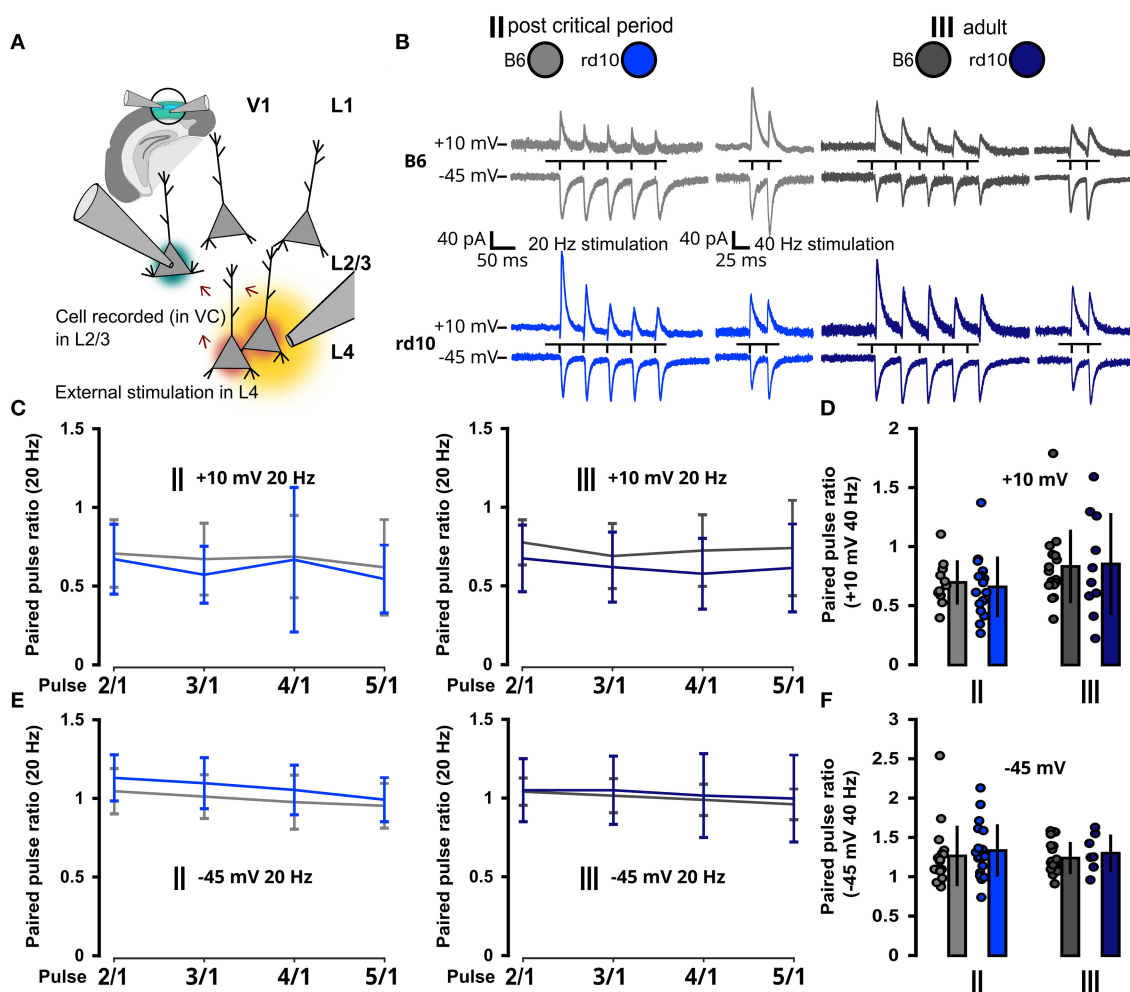 A
V1
L1
L2/3
Cell recorded (in VC)
in L2/3
L4
External stimulation in L4
B
II post critical period
III adult
B6
rd10
B6
rd10
B6
+10 mV
-45 mV
40 pA
50 ms
20 Hz stimulation
40 pA
25 ms
40 Hz stimulation
rd10
+10 mV
-45 mV
C
Paired pulse ratio (20 Hz)
1.5
1
0.5
0
II +10 mV 20 Hz
Pulse 2/1 3/1 4/1 5/1
Paired pulse ratio (20 Hz)
1.5
1
0.5
0
III +10 mV 20 Hz
2/1 3/1 4/1 5/1
D
Paired pulse ratio
(+10 mV 40 Hz)
2
1.5
1
0.5
0
+10 mV
II III
E
Paired pulse ratio (20 Hz)
1.5
1
0.5
0
II -45 mV 20 Hz
Pulse 2/1 3/1 4/1 5/1
Paired pulse ratio (20 Hz)
1.5
1
0.5
0
III -45 mV 20 Hz
Pulse 2/1 3/1 4/1 5/1
F
Paired pulse ratio
(-45 mV 40 Hz)
3
2.5
2
1.5
1
0.5
0
-45 mV
II III